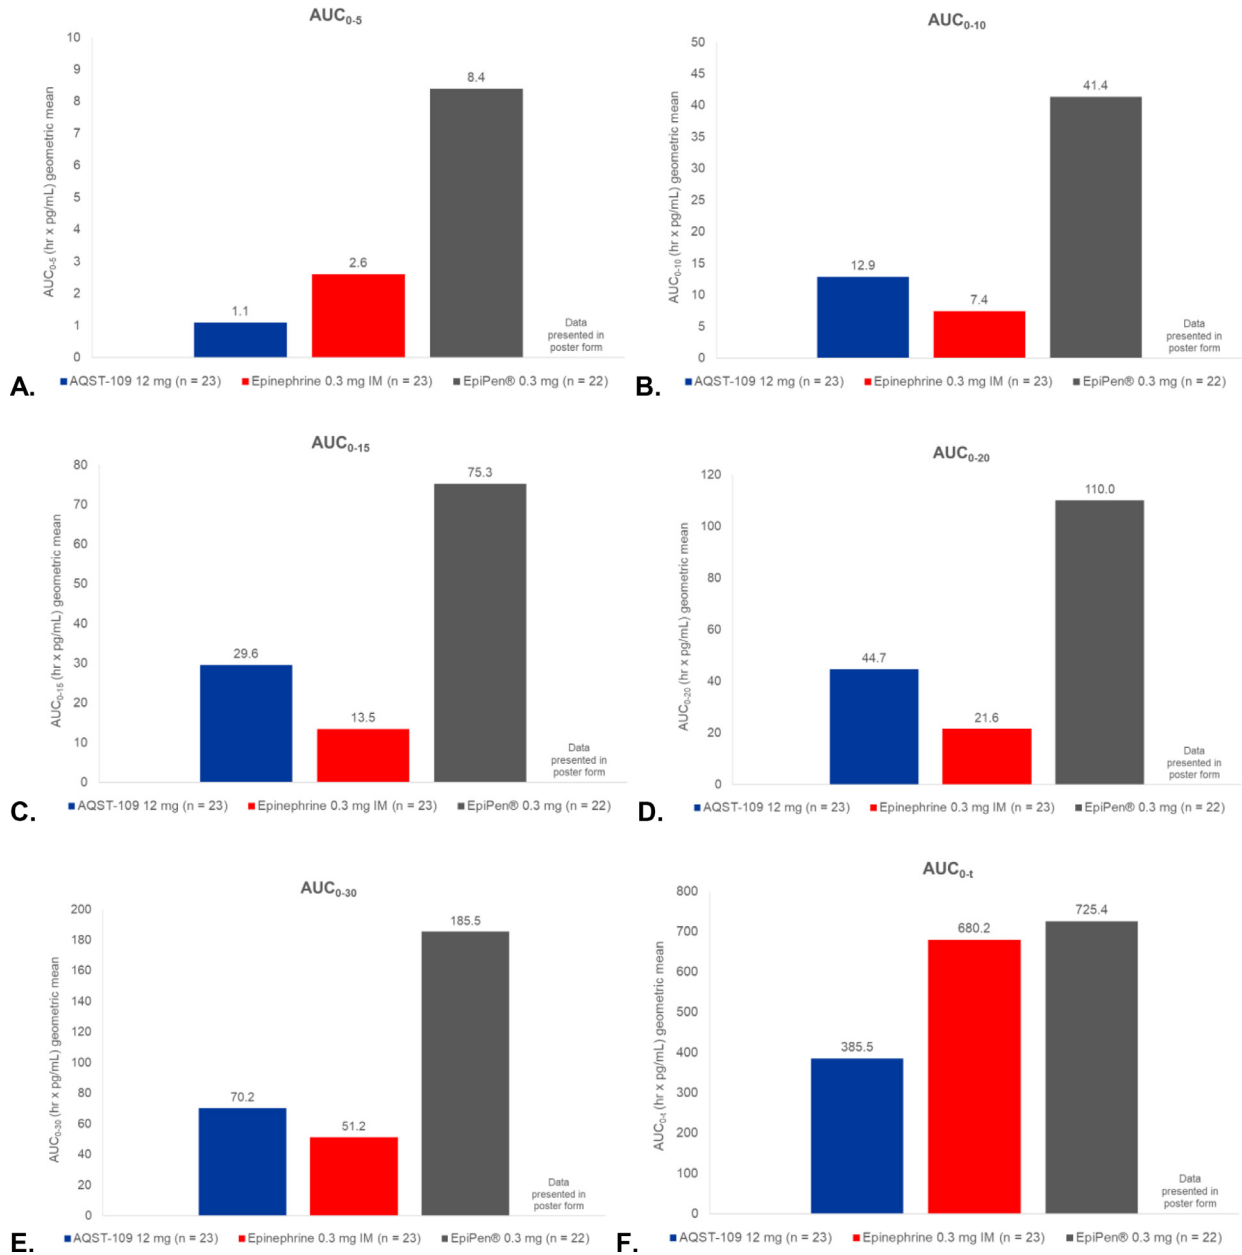 AUC0-5
10
9
8
7
6
5
4
3
2
1
0
AUC0-5 (hr x pg/mL) geometric mean
1.1
2.6
8.4
Data
presented in
poster form
AQST-109 12 mg (n = 23) Epinephrine 0.3 mg IM (n = 23) EpiPen® 0.3 mg (n = 22)
A.
AUC0-10
50
45
40
35
30
25
20
15
10
5
0
AUC0-10 (hr x pg/mL) geometric mean
12.9
7.4
41.4
Data
presented in
poster form
AQST-109 12 mg (n = 23) Epinephrine 0.3 mg IM (n = 23) EpiPen® 0.3 mg (n = 22)
B.
AUC0-15
80
70
60
50
40
30
20
10
0
AUC0-15 (hr x pg/mL) geometric mean
29.6
13.5
75.3
Data
presented in
poster form
AQST-109 12 mg (n = 23) Epinephrine 0.3 mg IM (n = 23) EpiPen® 0.3 mg (n = 22)
C.
AUC0-20
120
100
80
60
40
20
0
AUC0-20 (hr x pg/mL) geometric mean
44.7
21.6
110.0
Data
presented in
poster form
AQST-109 12 mg (n = 23) Epinephrine 0.3 mg IM (n = 23) EpiPen® 0.3 mg (n = 22)
D.
AUC0-30
200
180
160
140
120
100
80
60
40
20
0
AUC0-30 (hr x pg/mL) geometric mean
70.2
51.2
185.5
Data
presented in
poster form
AQST-109 12 mg (n = 23) Epinephrine 0.3 mg IM (n = 23) EpiPen® 0.3 mg (n = 22)
E.
AUC0-t
800
700
600
500
400
300
200
100
0
AUC0-t (hr x pg/mL) geometric mean
385.5
680.2
725.4
Data
presented in
poster form
AQST-109 12 mg (n = 23) Epinephrine 0.3 mg IM (n = 23) EpiPen® 0.3 mg (n = 22)
F.